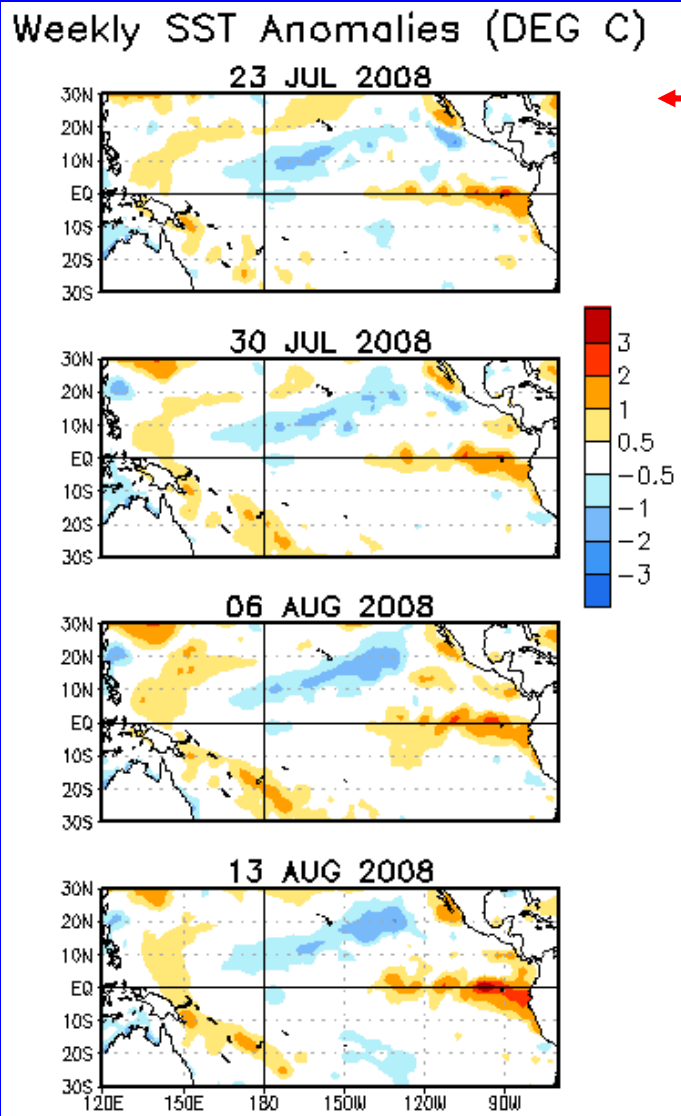 Weekly SST Anomalies (DEG C)
23 JUL 2008
30N
20N
10N
EQ
10S
20S
30S
30 JUL 2008
30N
20N
10N
EQ
10S
20S
30S
3
2
1
0.5
-0.5
-1
-2
-3
06 AUG 2008
30N
20N
10N
EQ
10S
20S
30S
13 AUG 2008
30N
20N
10N
EQ
10S
20S
30S
120E 150E 180 150W 120W 90W